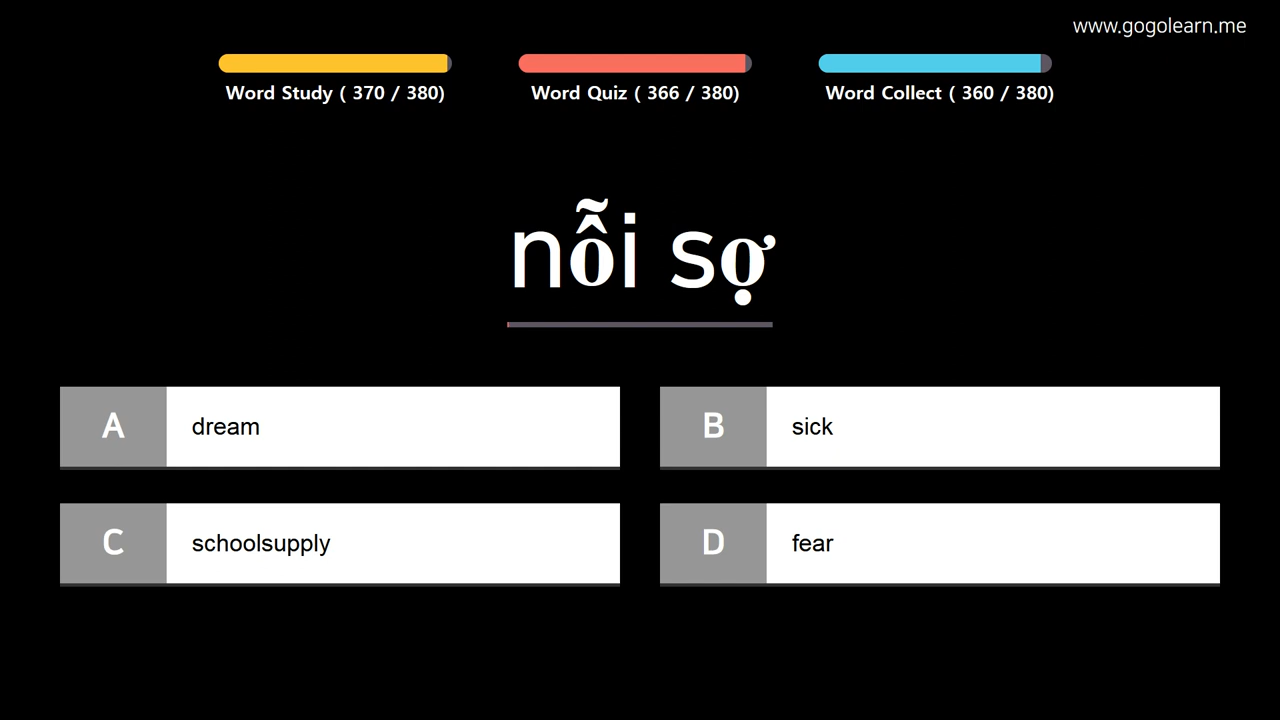 www.gogolearn.me
Word Study ( 370 / 380)
Word Quiz ( 366 / 380)
Word Collect ( 360 / 380)
nỗi sợ
A dream
B sick
C schoolsupply
D fear